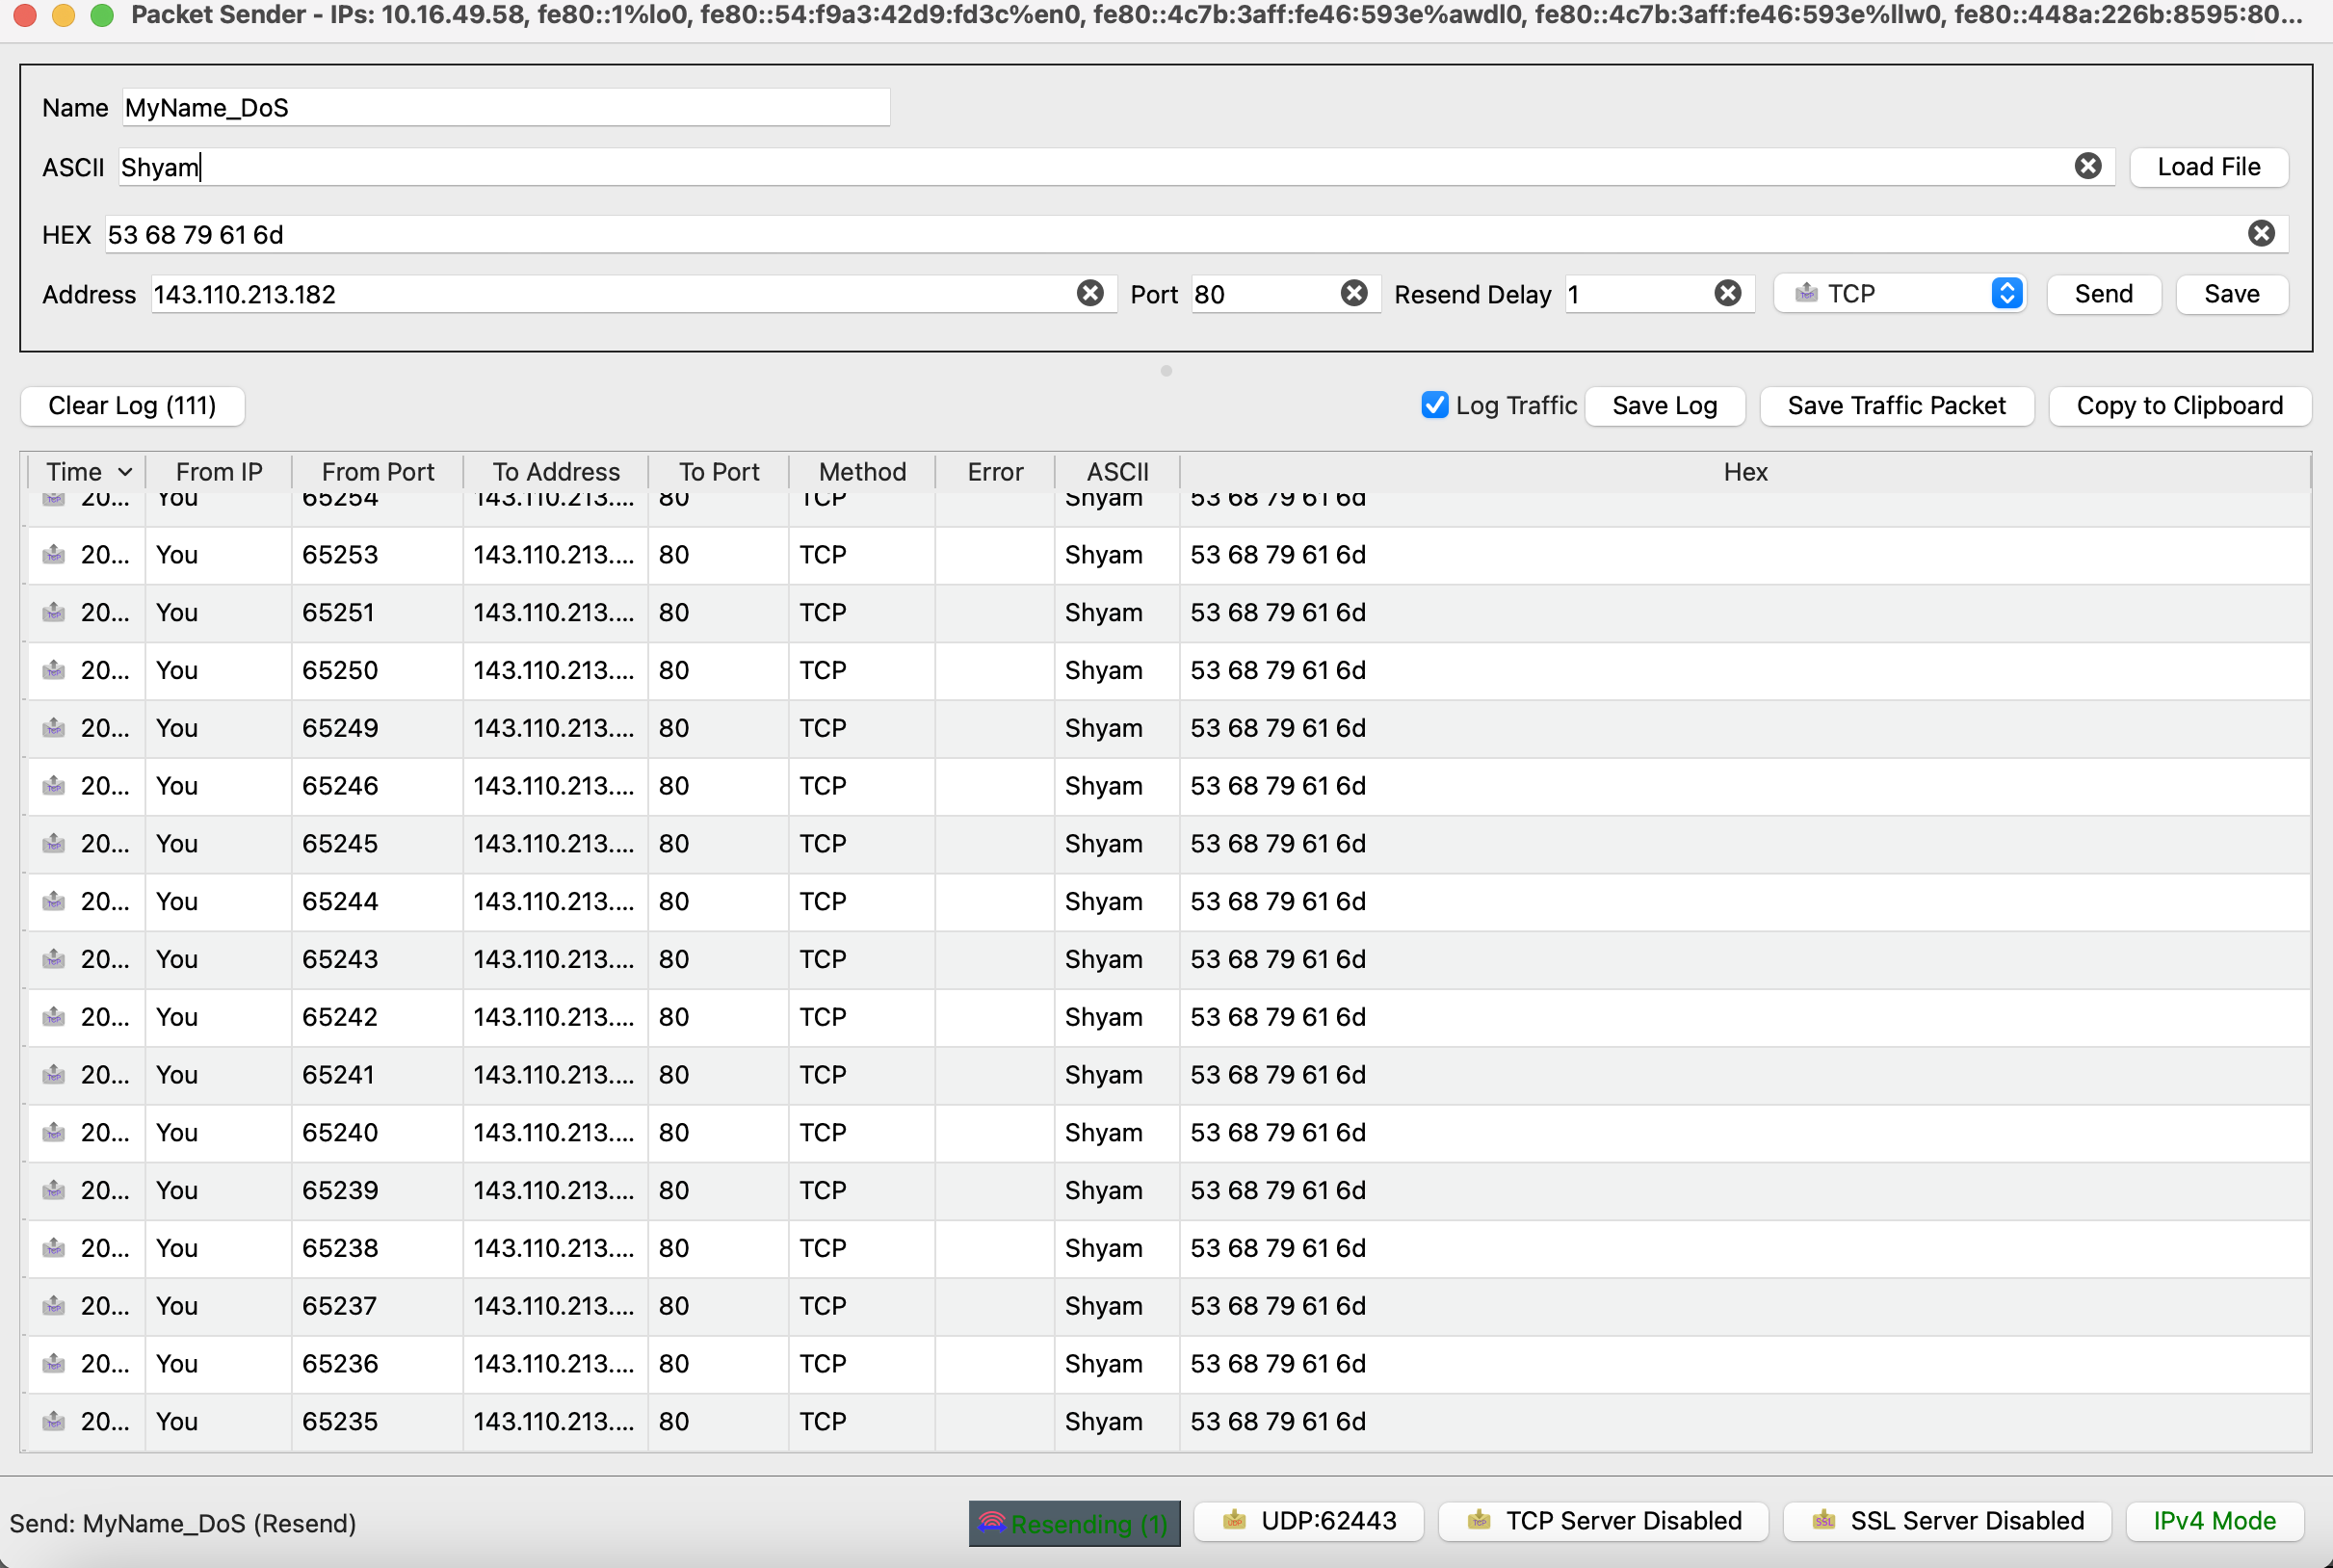 Packet Sender - IPs: 10.16.49.58, fe80::1%lo0, fe80::54:f9a3:42d9:fd3c%en0, fe80::4c7b:3aff:fe46:593e%awdl0, fe80::4c7b:3aff:fe46:593e%llw0, fe80::448a:226b:8595:80...
Name MyName_DoS
ASCII Shyam Load File
HEX 53 68 79 61 6d
Address 143.110.213.182 Port 80 Resend Delay 1 TCP Send Save
Clear Log (111) Log Traffic Save Log Save Traffic Packet Copy to Clipboard
Time From IP From Port To Address To Port Method Error ASCII Hex
20... You 65254 143.110.213.... 80 TCP Shyam 53 68 79 61 6d
20... You 65253 143.110.213.... 80 TCP Shyam 53 68 79 61 6d
20... You 65251 143.110.213.... 80 TCP Shyam 53 68 79 61 6d
20... You 65250 143.110.213.... 80 TCP Shyam 53 68 79 61 6d
20... You 65249 143.110.213.... 80 TCP Shyam 53 68 79 61 6d
20... You 65246 143.110.213.... 80 TCP Shyam 53 68 79 61 6d
20... You 65245 143.110.213.... 80 TCP Shyam 53 68 79 61 6d
20... You 65244 143.110.213.... 80 TCP Shyam 53 68 79 61 6d
20... You 65243 143.110.213.... 80 TCP Shyam 53 68 79 61 6d
20... You 65242 143.110.213.... 80 TCP Shyam 53 68 79 61 6d
20... You 65241 143.110.213.... 80 TCP Shyam 53 68 79 61 6d
20... You 65240 143.110.213.... 80 TCP Shyam 53 68 79 61 6d
20... You 65239 143.110.213.... 80 TCP Shyam 53 68 79 61 6d
20... You 65238 143.110.213.... 80 TCP Shyam 53 68 79 61 6d
20... You 65237 143.110.213.... 80 TCP Shyam 53 68 79 61 6d
20... You 65236 143.110.213.... 80 TCP Shyam 53 68 79 61 6d
20... You 65235 143.110.213.... 80 TCP Shyam 53 68 79 61 6d
Send: MyName_DoS (Resend) Resending (1) UDP:62443 TCP Server Disabled SSL Server Disabled IPv4 Mode